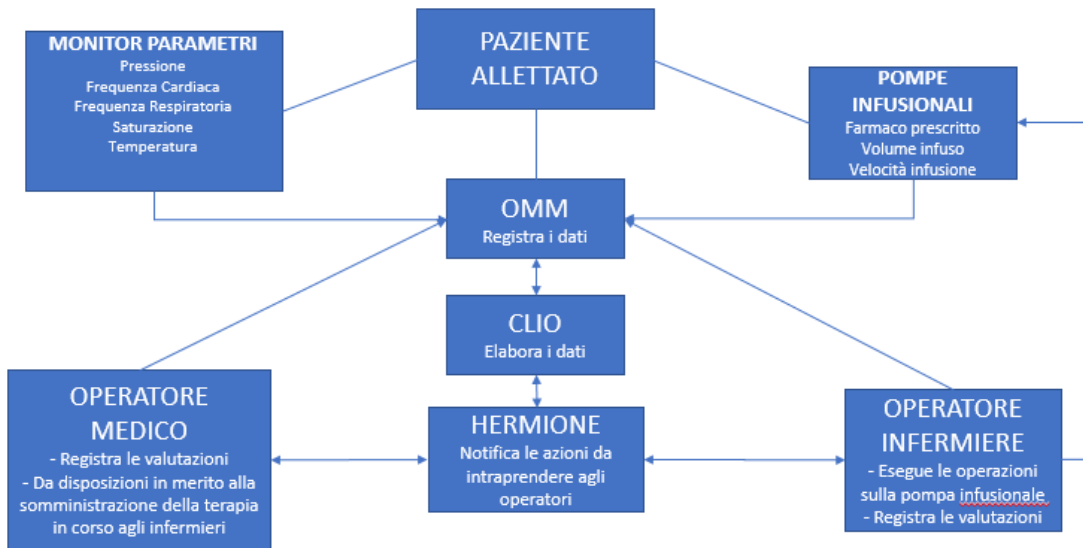 MONITOR PARAMETRI
Pressione
Frequenza Cardiaca
Frequenza Respiratoria
Saturazione
Temperatura
PAZIENTE
ALLETTATO
POMPE
INFUSIONALI
Farmaco prescritto
Volume infuso
Velocità infusione
OMM
Registra i dati
CLIO
Elabora i dati
OPERATORE
MEDICO
- Registra le valutazioni
- Da disposizioni in merito alla
somministrazione della terapia
in corso agli infermieri
HERMIONE
Notifica le azioni da
intraprendere agli
operatori
OPERATORE
INFERMIERE
- Esegue le operazioni
sulla pompa infusionale
- Registra le valutazioni